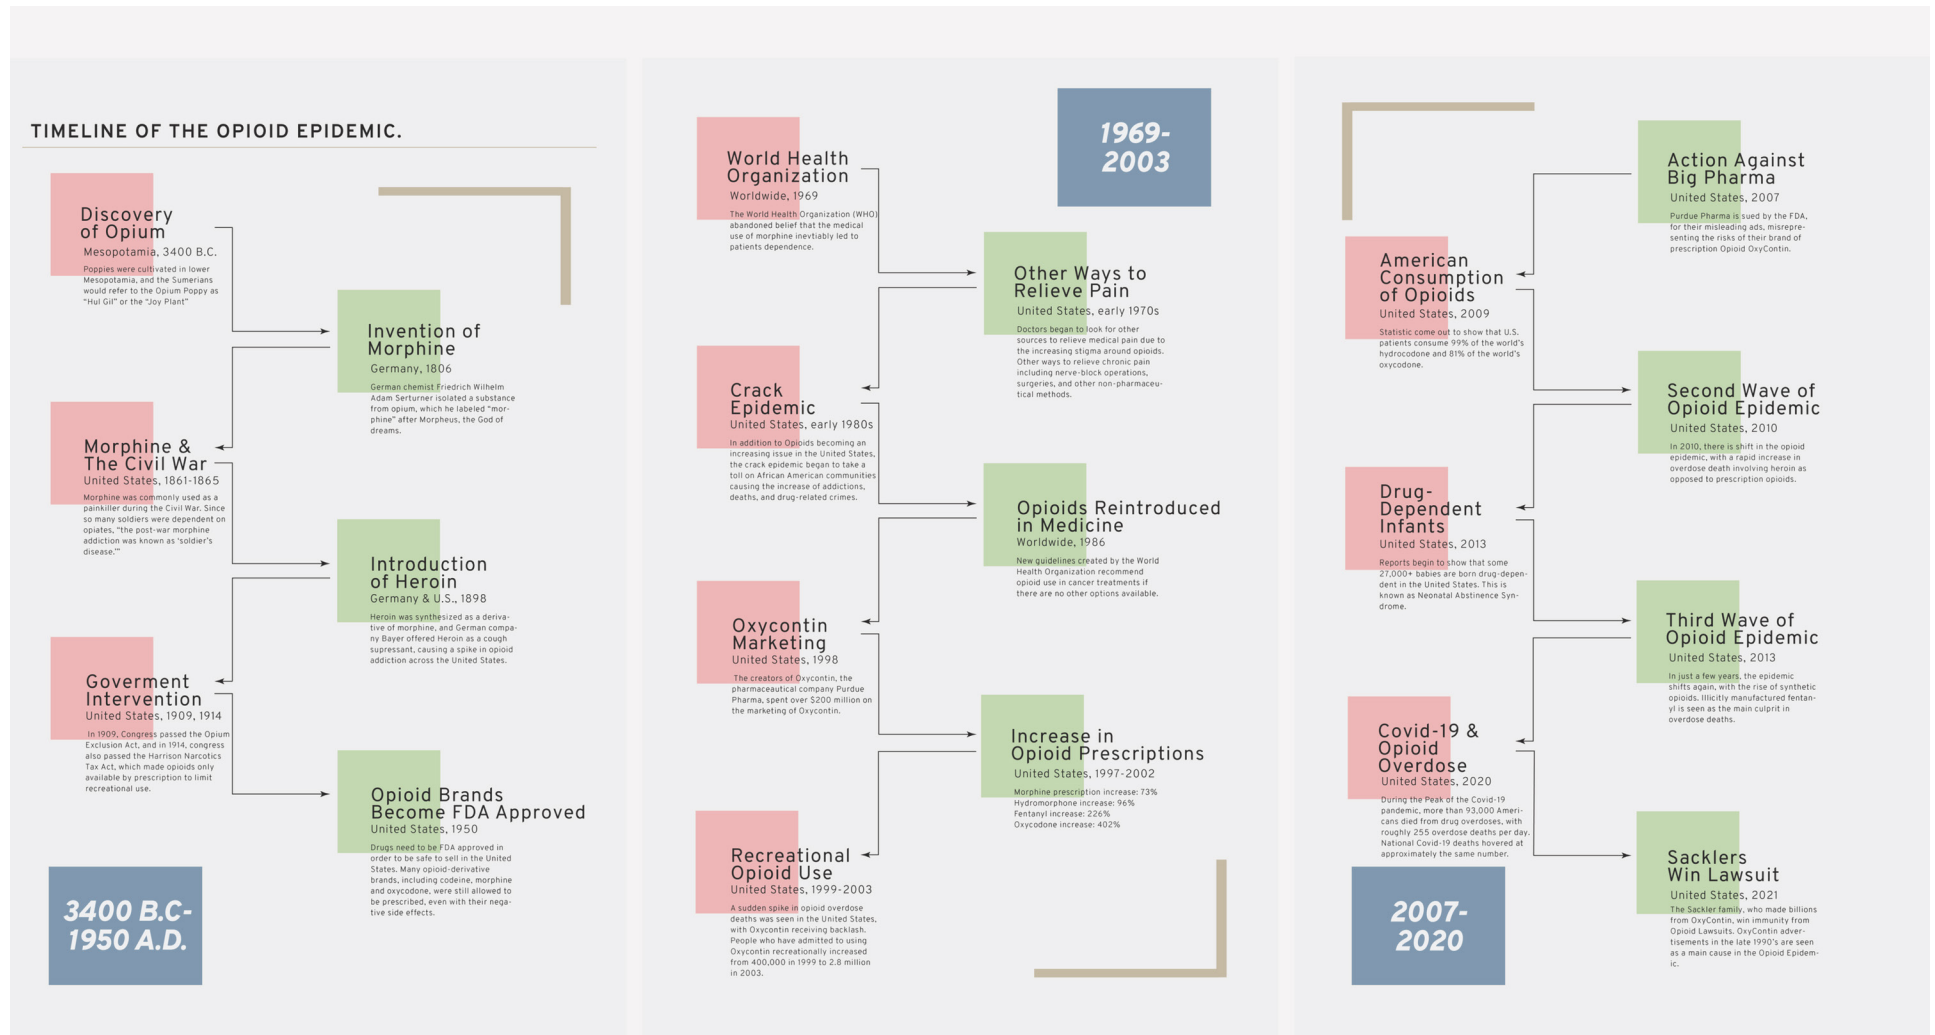 TIMELINE OF THE OPIOID EPIDEMIC.
Discovery
of Opium
Mesopotamia, 3400 B.C.
Poppies were cultivated in lower
Mesopotamia, and the Sumerians
would refer to the Opium Poppy as
“Hul Gil” or the “Joy Plant”
Invention of
Morphine
Germany, 1806
German chemist Friedrich Wilhelm
Adam Serturner isolated a substance
from opium, which he labeled “mor-
phine” after Morpheus, the God of
dreams.
Morphine &
The Civil War
United States, 1861-1865
Morphine was commonly used as a
painkiller during the Civil War. Since
so many soldiers were dependent on
opiates, “the post-war morphine
addiction was known as ‘soldier’s
disease.’”
Introduction
of Heroin
Germany & U.S., 1898
Heroin was synthesized as a deriva-
tive of morphine, and German compa-
ny Bayer offered Heroin as a cough
supressant, causing a spike in opioid
addiction across the United States.
Goverment
Intervention
United States, 1909, 1914
In 1909, Congress passed the Opium
Exclusion Act, and in 1914, congress
also passed the Harrison Narcotics
Tax Act, which made opioids only
available by prescription to limit
recreational use.
Opioid Brands
Become FDA Approved
United States, 1950
Drugs need to be FDA approved in
order to be safe to sell in the United
States. Many opioid-derivative
brands, including codeine, morphine
and oxycodone, were still allowed to
be prescribed, even with their nega-
tive side effects.
3400 B.C-
1950 A.D.
1969-
2003
World Health
Organization
Worldwide, 1969
The World Health Organization (WHO)
abandoned belief that the medical
use of morphine inevtiably led to
patients dependence.
Other Ways to
Relieve Pain
United States, early 1970s
Doctors began to look for other
sources to relieve medical pain due to
the increasing stigma around opioids.
Other ways to relieve chronic pain
including nerve-block operations,
surgeries, and other non-pharmaceu-
tical methods.
Crack
Epidemic
United States, early 1980s
In addition to Opioids becoming an
increasing issue in the United States,
the crack epidemic began to take a
toll on African American communities
causing the increase of addictions,
deaths, and drug-related crimes.
Opioids Reintroduced
in Medicine
Worldwide, 1986
New guidelines created by the World
Health Organization recommend
opioid use in cancer treatments if
there are no other options available.
Oxycontin
Marketing
United States, 1998
The creators of Oxycontin, the
pharmaceautical company Purdue
Pharma, spent over $200 million on
the marketing of Oxycontin.
Increase in
Opioid Prescriptions
United States, 1997-2002
Morphine prescription increase: 73%
Hydromorphone increase: 96%
Fentanyl increase: 226%
Oxycodone increase: 402%
Recreational
Opioid Use
United States, 1999-2003
A sudden spike in opioid overdose
deaths was seen in the United States,
with Oxycontin receiving backlash.
People who have admitted to using
Oxycontin recreationally increased
from 400,000 in 1999 to 2.8 million
in 2003.
Action Against
Big Pharma
United States, 2007
Purdue Pharma is sued by the FDA,
for their misleading ads, misrepre-
senting the risks of their brand of
prescription Opioid OxyContin.
American
Consumption
of Opioids
United States, 2009
Statistic come out to show that U.S.
patients consume 99% of the world’s
hydrocodone and 81% of the world’s
oxycodone.
Second Wave of
Opioid Epidemic
United States, 2010
In 2010, there is shift in the opioid
epidemic, with a rapid increase in
overdose death involving heroin as
opposed to prescription opioids.
Drug-
Dependent
Infants
United States, 2013
Reports begin to show that some
27,000+ babies are born drug-depen-
dent in the United States. This is
known as Neonatal Abstinence Syn-
drome.
Third Wave of
Opioid Epidemic
United States, 2013
In just a few years, the epidemic
shifts again, with the rise of synthetic
opioids. Illicitly manufactured fentan-
yl is seen as the main culprit in
overdose deaths.
Covid-19 &
Opioid
Overdose
United States, 2020
During the Peak of the Covid-19
pandemic, more than 93,000 Ameri-
cans died from drug overdoses, with
roughly 255 overdose deaths per day.
National Covid-19 deaths hovered at
approximately the same number.
Sacklers
Win Lawsuit
United States, 2021
The Sackler family, who made billions
from OxyContin, win immunity from
Opioid Lawsuits. OxyContin adver-
tisements in the late 1990’s are seen
as a main cause in the Opioid Epidem-
ic.
2007-
2020